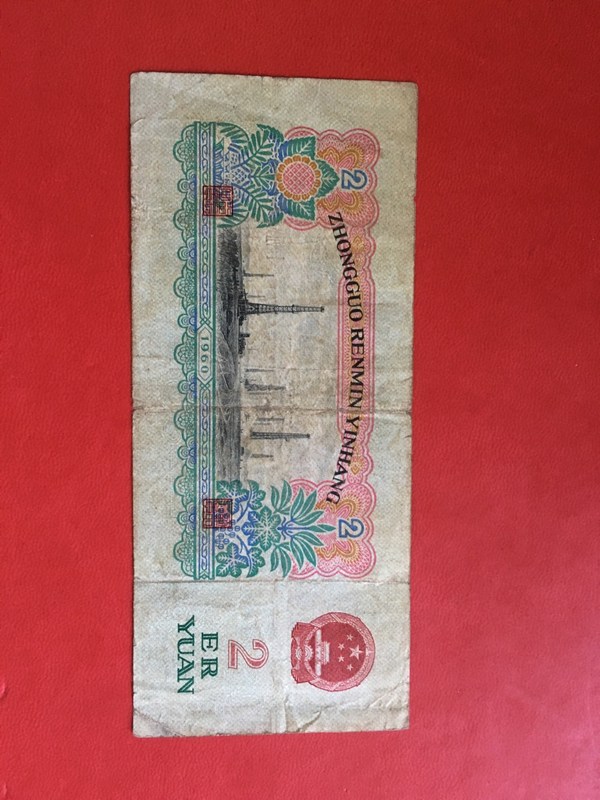 ZHONGGUO RENMIN YINHANG
2
2
1960
2
ER
YUAN